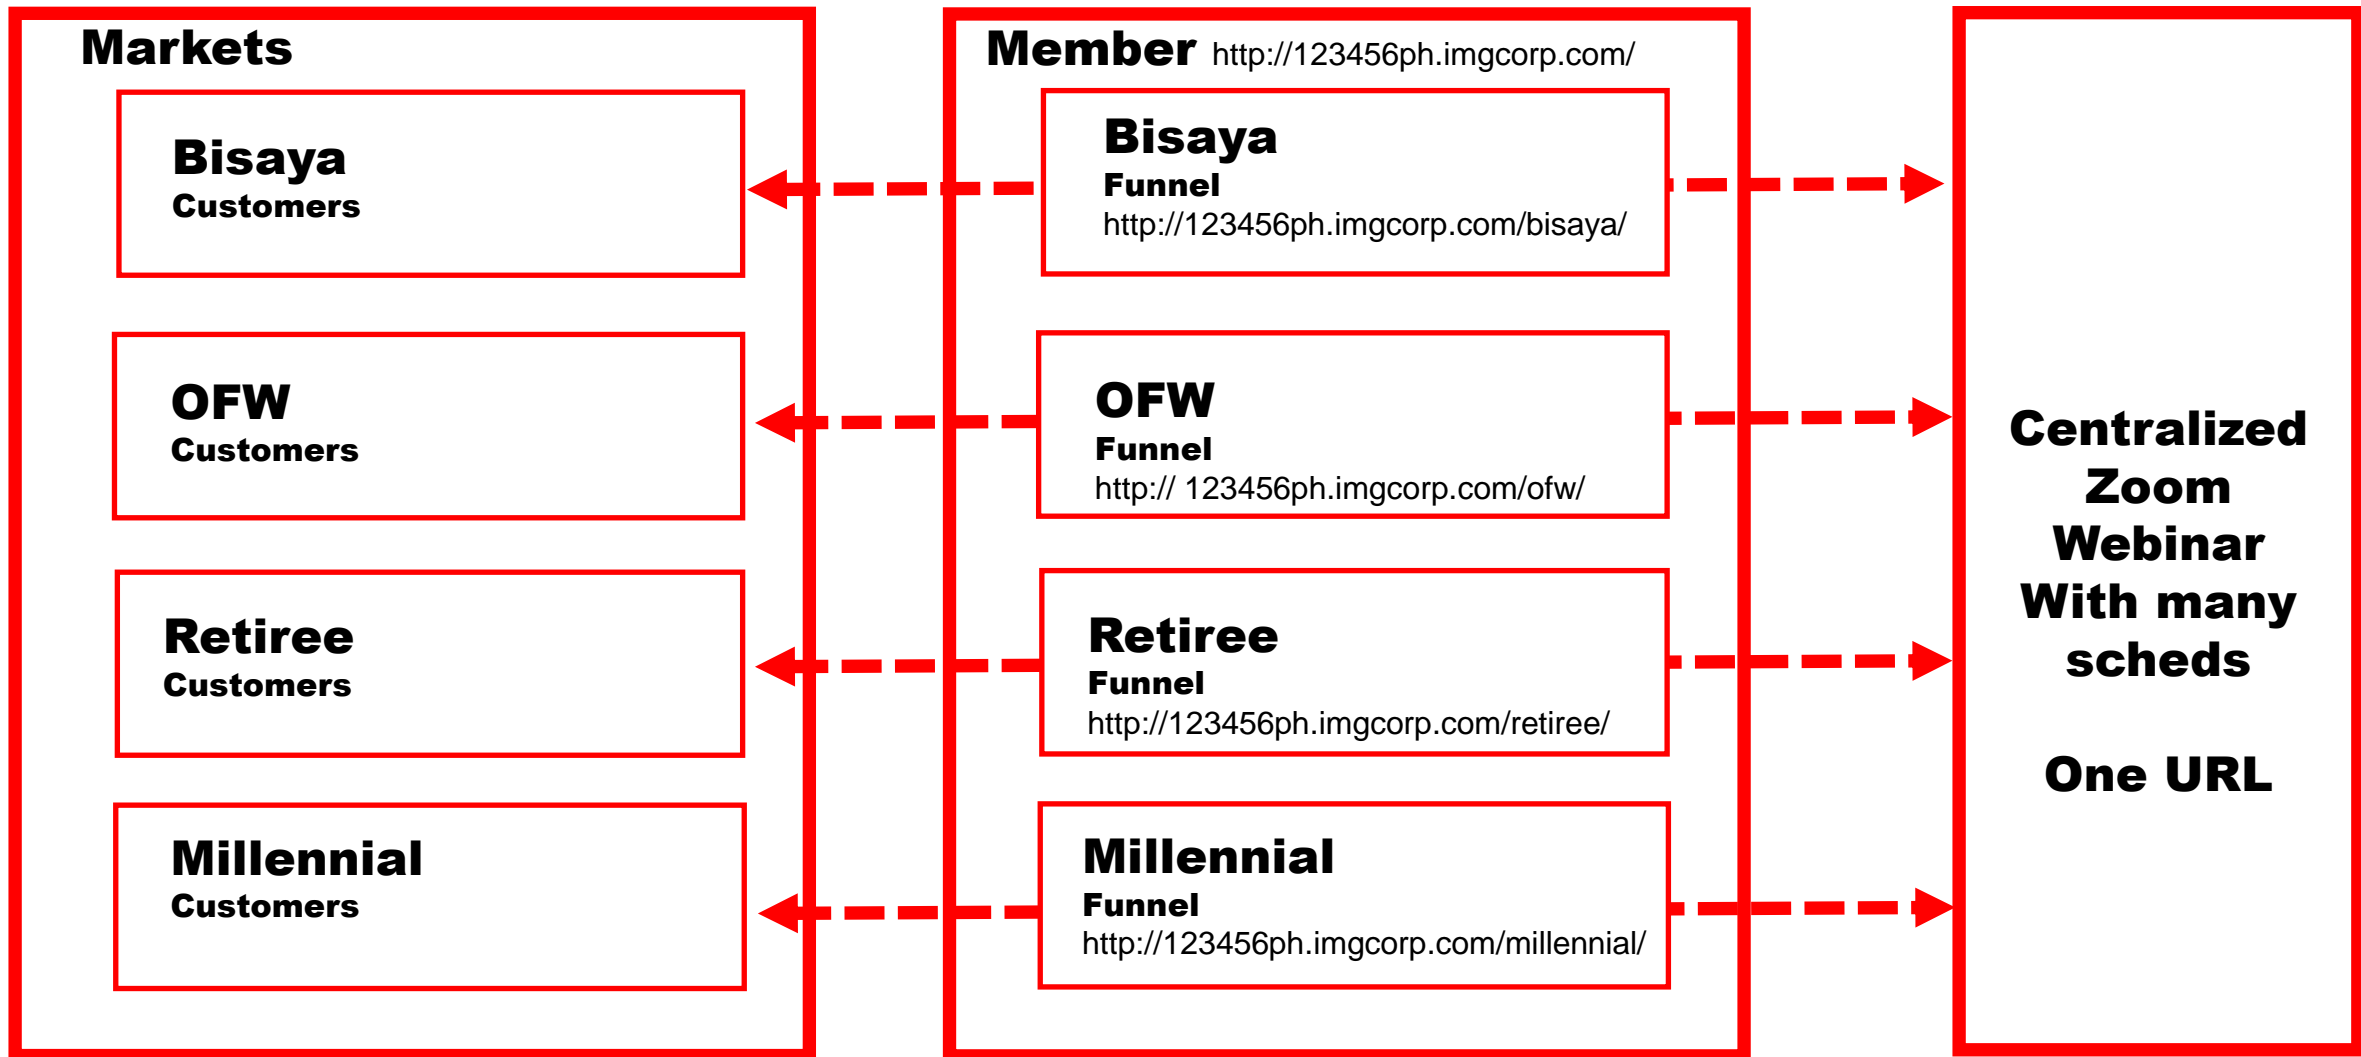 Markets
Bisaya
Customers
OFW
Customers
Retiree
Customers
Millennial
Customers
Member http://123456ph.imgcorp.com/
Bisaya
Funnel
http://123456ph.imgcorp.com/bisaya/
OFW
Funnel
http:// 123456ph.imgcorp.com/ofw/
Retiree
Funnel
http://123456ph.imgcorp.com/retiree/
Millennial
Funnel
http://123456ph.imgcorp.com/millennial/
Centralized
Zoom
Webinar
With many
scheds
One URL